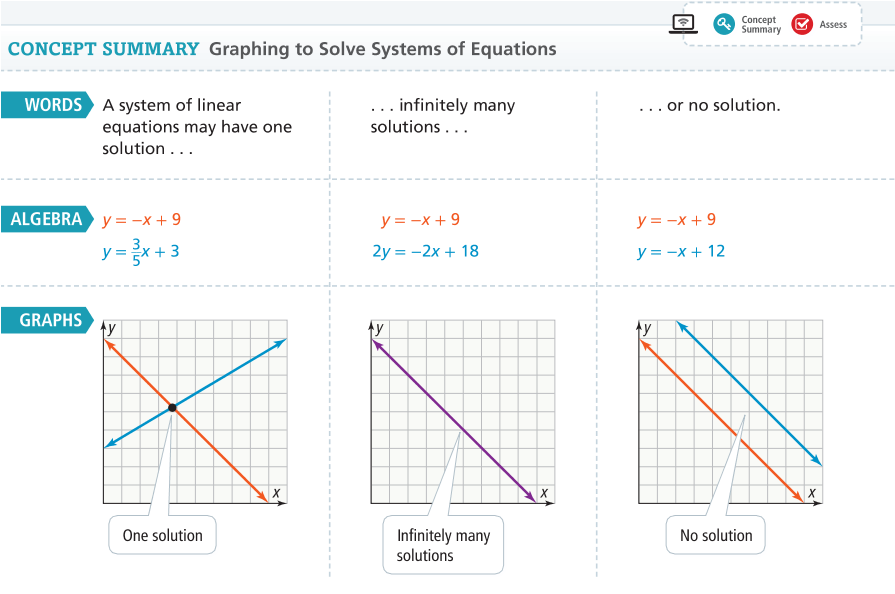 Concept
Summary
Assess
CONCEPT SUMMARY Graphing to Solve Systems of Equations
WORDS
A system of linear
equations may have one
solution . . .
. . . infinitely many
solutions . . .
. . . or no solution.
ALGEBRA
y = −x + 9
y = 3/5x + 3
y = −x + 9
2y = −2x + 18
y = −x + 9
y = −x + 12
GRAPHS
y
x
One solution
y
x
Infinitely many
solutions
y
x
No solution